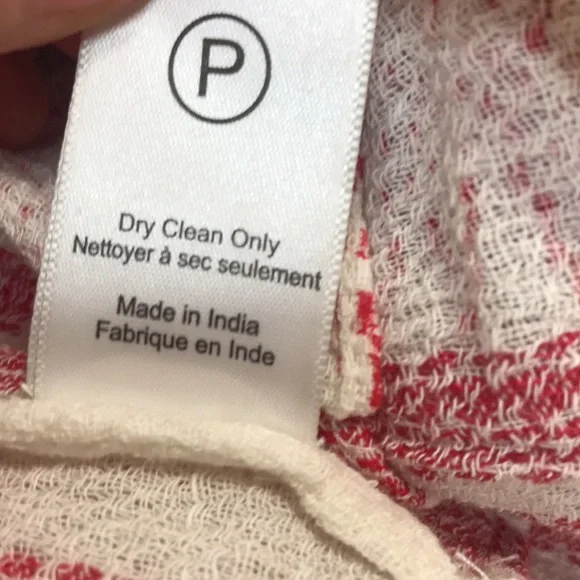 P
Dry Clean Only
Nettoyer à sec seulement
Made in India
Fabrique en Inde